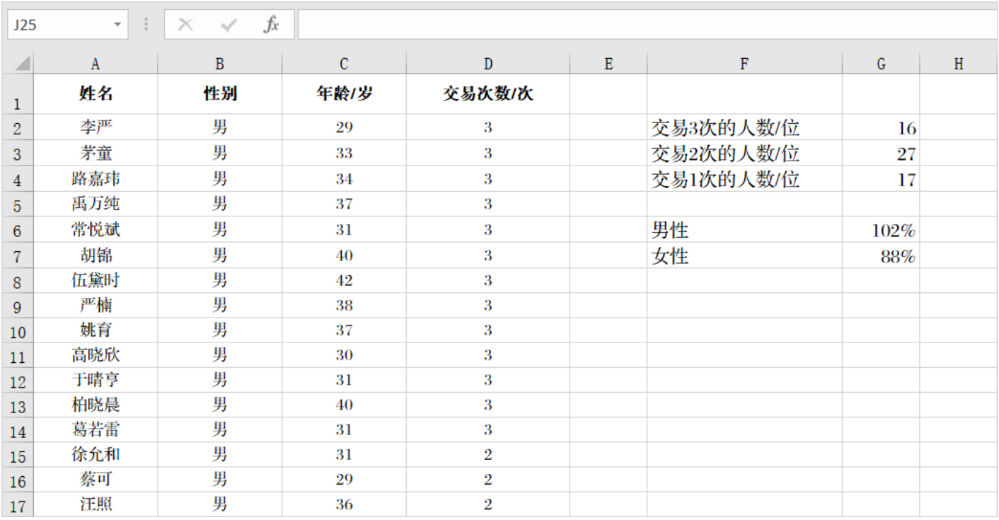 J25 fx
A B C D E F G H
1 姓名 性别 年龄/岁 交易次数/次
2 李严 男 29 3 交易3次的人数/位 16
3 茅童 男 33 3 交易2次的人数/位 27
4 路嘉玮 男 34 3 交易1次的人数/位 17
5 禹万纯 男 37 3
6 常悦斌 男 31 3 男性 102%
7 胡锦 男 40 3 女性 88%
8 伍黛时 男 42 3
9 严楠 男 38 3
10 姚育 男 37 3
11 高晓欣 男 30 3
12 于晴亨 男 31 3
13 柏晓晨 男 40 3
14 葛若雷 男 31 3
15 徐允和 男 31 2
16 蔡可 男 29 2
17 汪照 男 36 2